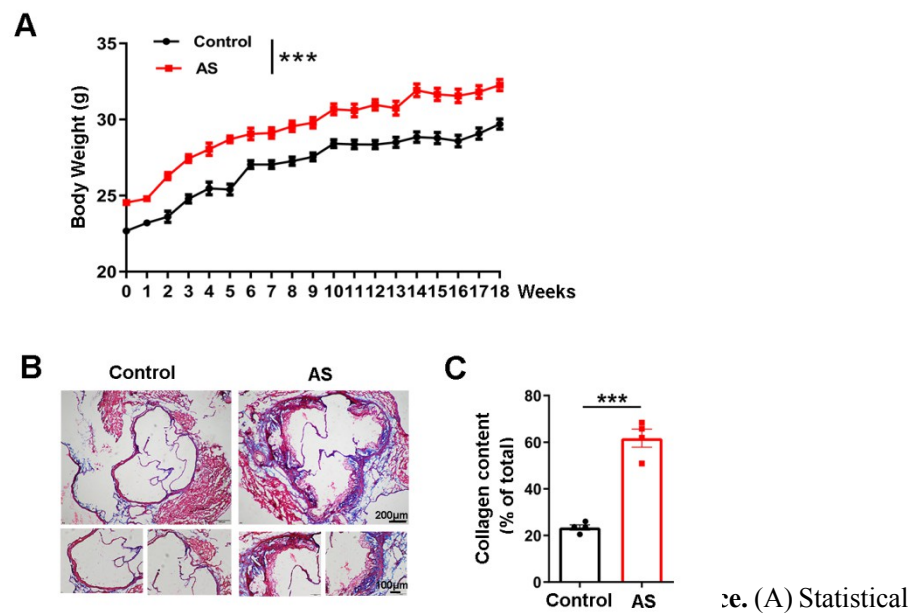 A
Control
AS
***
Body Weight (g)
35
30
25
20
0 1 2 3 4 5 6 7 8 9 10 11 12 13 14 15 16 17 18 Weeks
B
Control
AS
200μm
100μm
C
***
Collagen content
(% of total)
80
60
40
20
0
Control
AS
ce. (A) Statistical